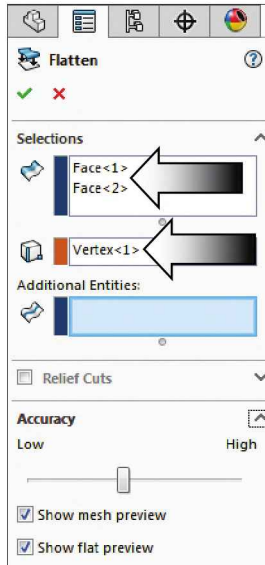 Flatten
Selections
Face<1>
Face<2>
Vertex<1>
Additional Entities:
Relief Cuts
Accuracy
Low High
Show mesh preview
Show flat preview